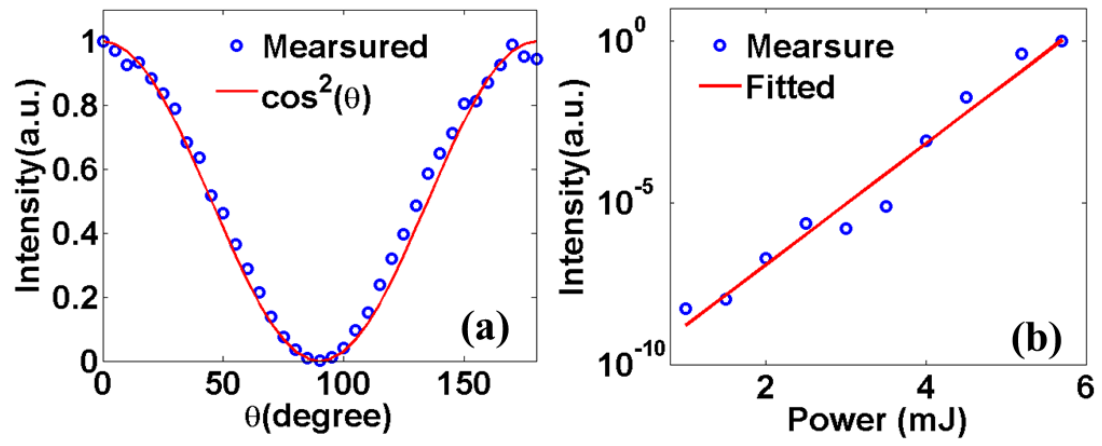 Intensity(a.u.)
1
0.8
0.6
0.4
0.2
0
Mearsured
cos²(θ)
(a)
0 50 100 150
θ(degree)
Intensity(a.u.)
10⁰
10⁻⁵
10⁻¹⁰
Mearsure
Fitted
(b)
2 4 6
Power (mJ)